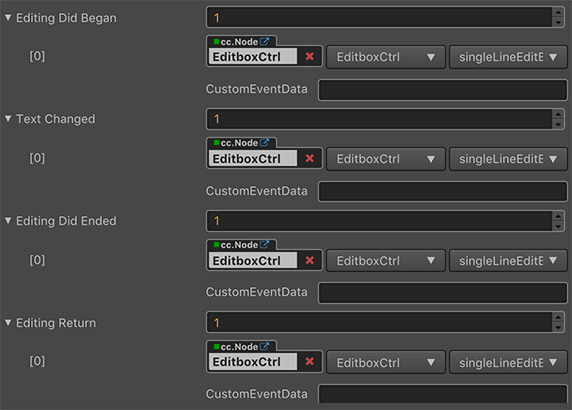 Editing Did Began 1
cc.Node
[0] EditboxCtrl EditboxCtrl singleLineEditE
CustomEventData
Text Changed 1
cc.Node
[0] EditboxCtrl EditboxCtrl singleLineEditE
CustomEventData
Editing Did Ended 1
cc.Node
[0] EditboxCtrl EditboxCtrl singleLineEditE
CustomEventData
Editing Return 1
cc.Node
[0] EditboxCtrl EditboxCtrl singleLineEditE
CustomEventData